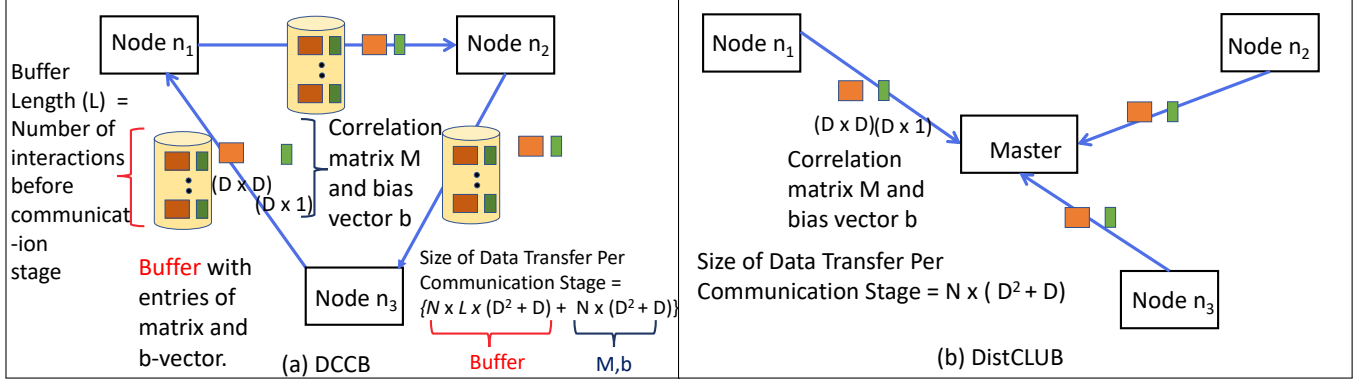 Node n1
Node n2
Buffer
Length (L) =
Number of
interactions
before
communicat
-ion
stage
(D x D)
(D x 1)
Correlation
matrix M
and bias
vector b
Buffer with
entries of
matrix and
b-vector.
Node n3
Size of Data Transfer Per
Communication Stage =
{N x L x (D² + D) + N x (D² + D)}
Buffer
M,b
(a) DCCB
Node n1
Node n2
(D x D)
(D x 1)
Master
Correlation
matrix M and
bias vector b
Size of Data Transfer Per
Communication Stage = N x ( D² + D)
Node n3
(b) DistCLUB